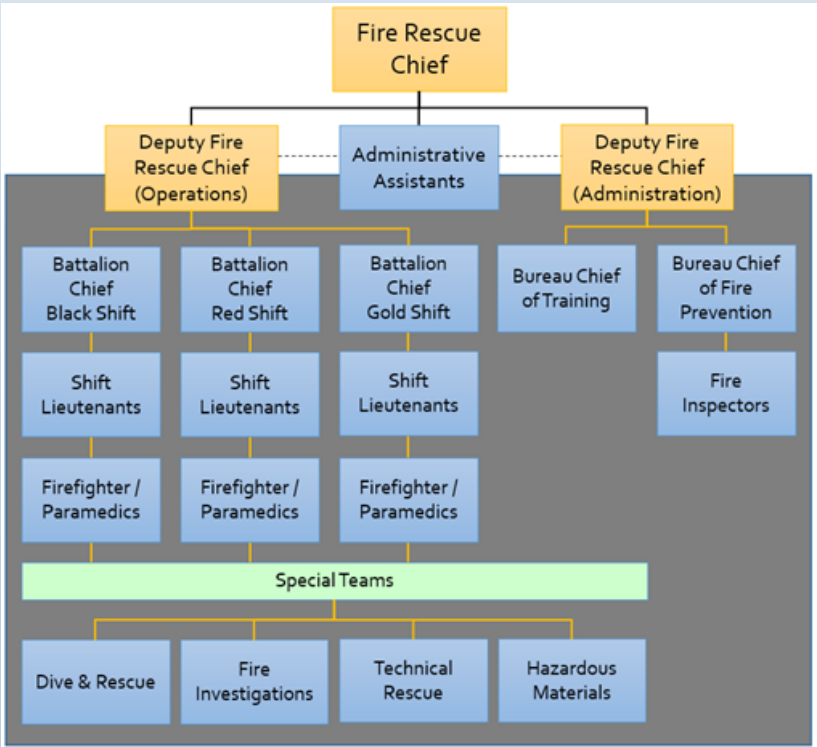 Fire Rescue
Chief
Deputy Fire
Rescue Chief
(Operations)
Administrative
Assistants
Deputy Fire
Rescue Chief
(Administration)
Battalion
Chief
Black Shift
Battalion
Chief
Red Shift
Battalion
Chief
Gold Shift
Bureau Chief
of Training
Bureau Chief
of Fire
Prevention
Shift
Lieutenants
Shift
Lieutenants
Shift
Lieutenants
Fire
Inspectors
Firefighter /
Paramedics
Firefighter /
Paramedics
Firefighter /
Paramedics
Special Teams
Dive & Rescue
Fire
Investigations
Technical
Rescue
Hazardous
Materials